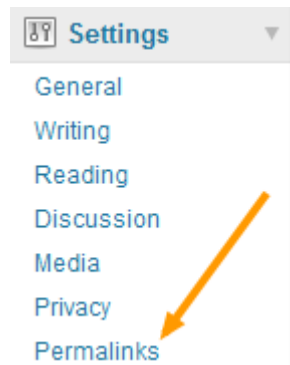 Settings
General
Writing
Reading
Discussion
Media
Privacy
Permalinks